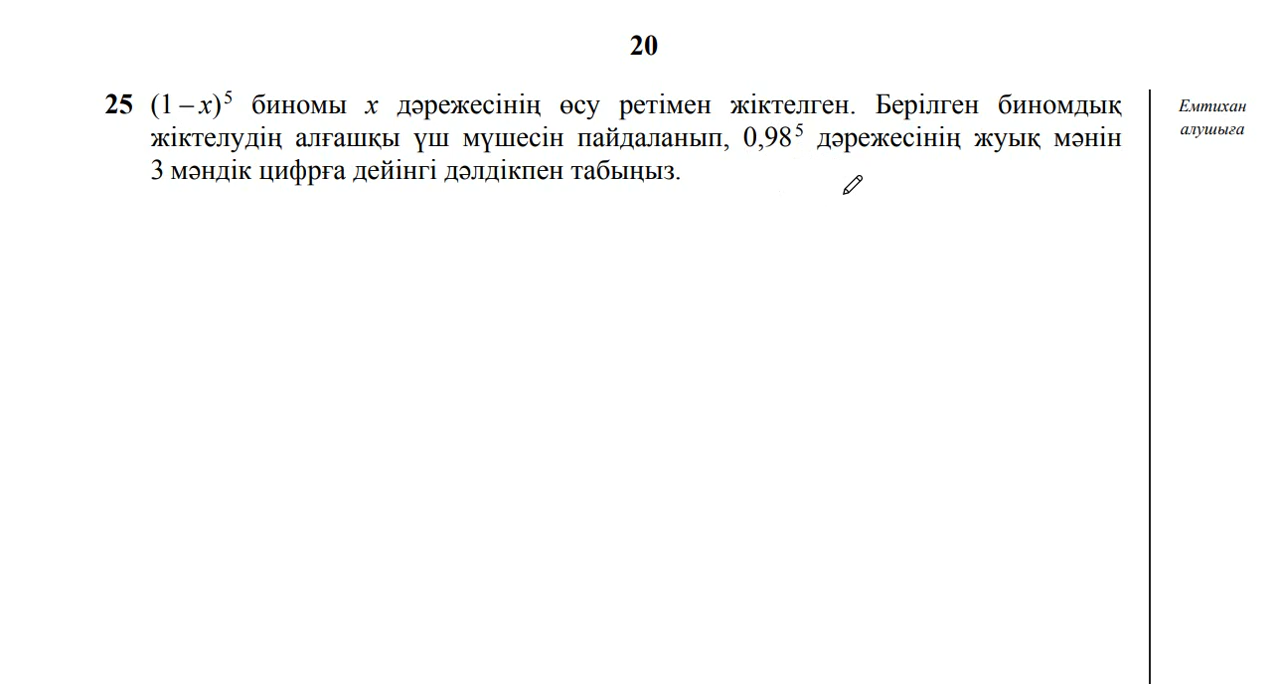 20
25 (1 – x)⁵ биномы x дәрежесінің өсу ретімен жіктелген. Берілген биномдық
жіктелудің алғашқы үш мүшесін пайдаланып, 0,98⁵ дәрежесінің жуық мәнін
3 мәндік цифрға дейінгі дәлдікпен табыңыз.
Емтихан
алушыға